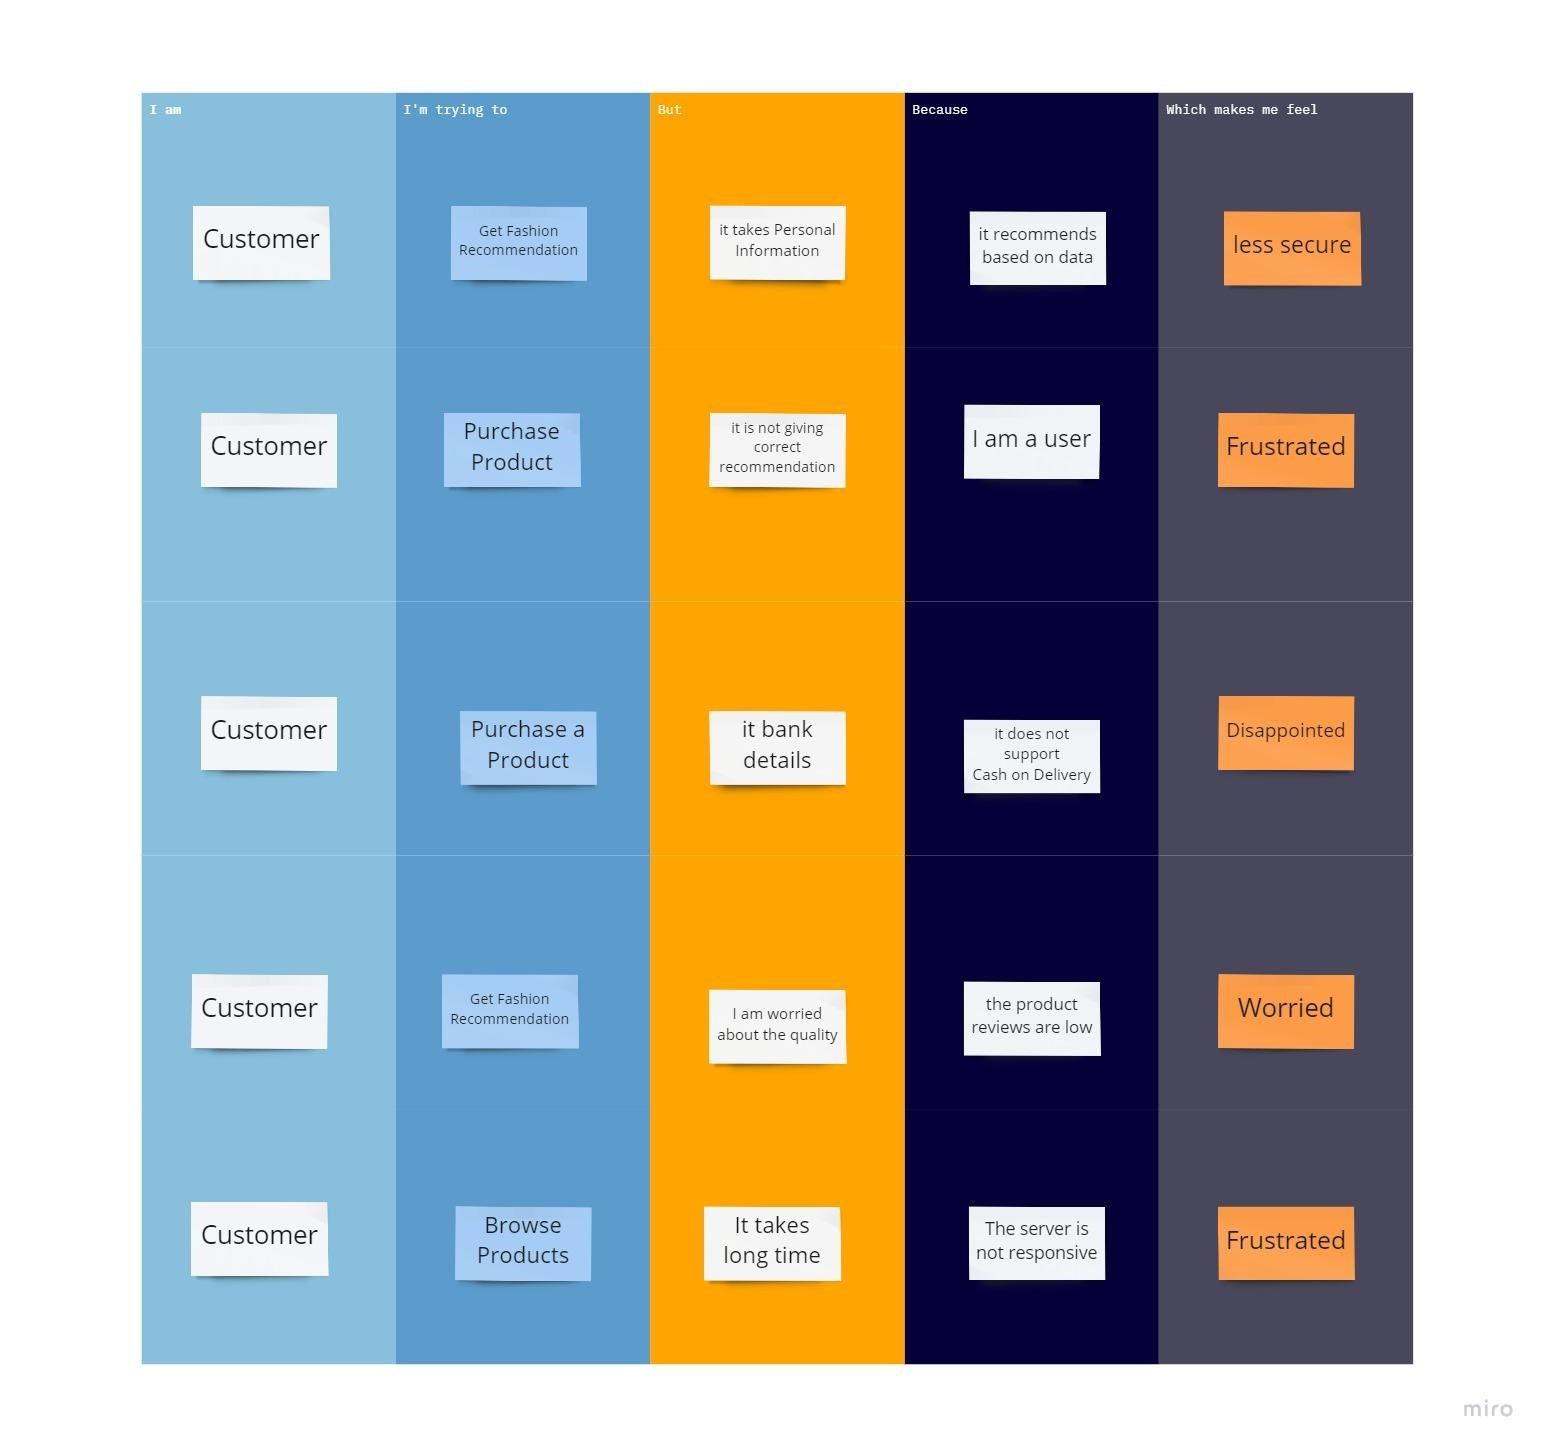 I am
I'm trying to
But
Because
Which makes me feel
Customer
Get Fashion
Recommendation
it takes Personal
Information
it recommends
based on data
less secure
Customer
Purchase
Product
it is not giving
correct
recommendation
I am a user
Frustrated
Customer
Purchase a
Product
it bank
details
it does not
support
Cash on Delivery
Disappointed
Customer
Get Fashion
Recommendation
I am worried
about the quality
the product
reviews are low
Worried
Customer
Browse
Products
It takes
long time
The server is
not responsive
Frustrated
miro